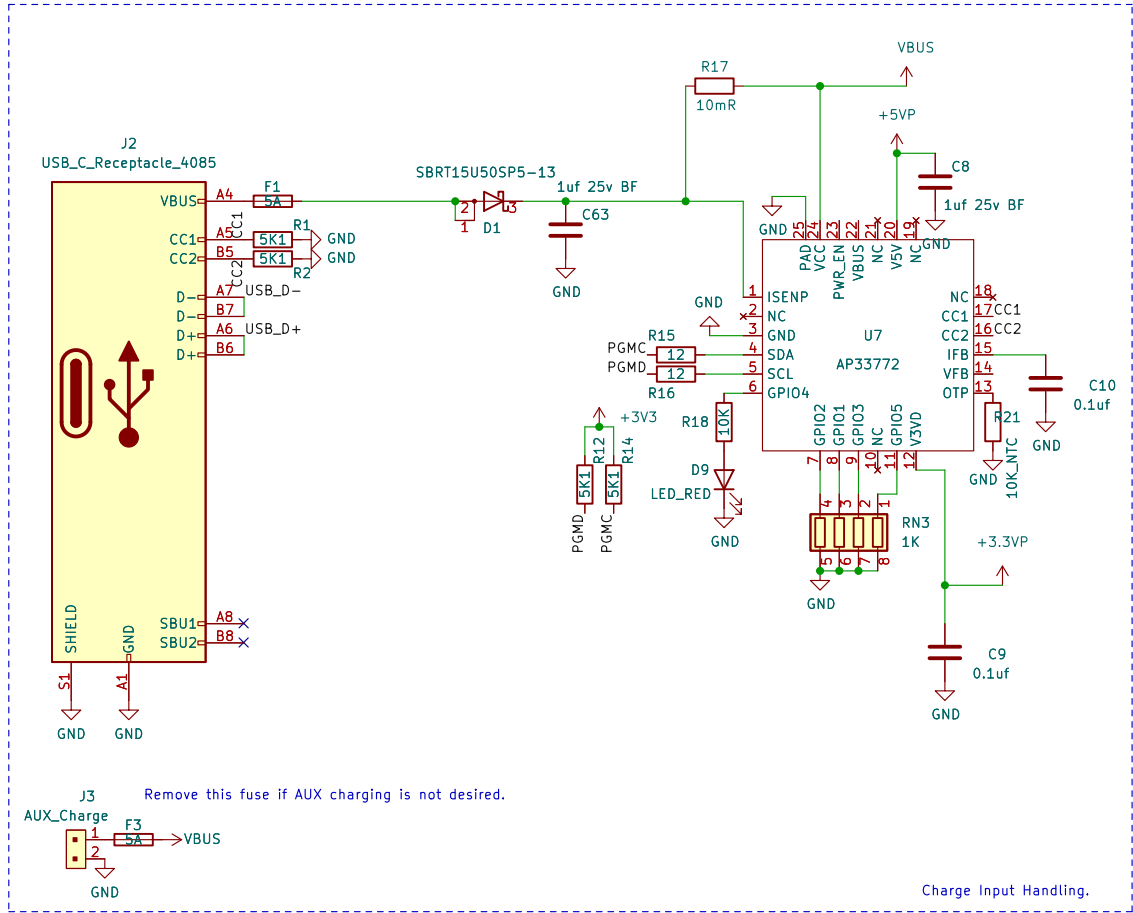 VBUS
R17
10mR
+5VP
J2
USB_C_Receptacle_4085
SBRT15U50SP5-13
1uf 25v BF
C8
1uf 25v BF
VBUS
A4
F1
5A
2
3
1
D1
C63
CC1
A5
CC1
5K1
R1
GND
CC2
B5
CC2
5K1
R2
GND
GND
GND
GND
25
24
23
22
21
20
19
PAD
VCC
PWR_EN
VBUS
NC
V5V
NC
D-
A7
USB_D-
D-
B7
D+
A6
USB_D+
D+
B6
GND
1
ISENP
2
NC
3
GND
4
SDA
5
SCL
6
GPIO4
U7
AP33772
NC
18
CC1
17
CC1
CC2
16
CC2
IFB
15
VFB
14
OTP
13
PGMC
R15
12
PGMD
12
R16
C10
0.1uf
GND
R21
10K_NTC
GND
R18
10K
D9
LED_RED
GND
+3V3
R12
R14
5K1
5K1
PGMD
PGMC
GPIO2
GPIO1
GPIO3
NC
GPIO5
V3VD
7
8
9
10
11
12
4
3
2
1
RN3
1K
5
6
7
8
GND
+3.3VP
C9
0.1uf
GND
SBU1
A8
SBU2
B8
SHIELD
GND
S1
A1
GND
GND
J3
AUX_Charge
Remove this fuse if AUX charging is not desired.
1
F3
5A
VBUS
2
GND
Charge Input Handling.